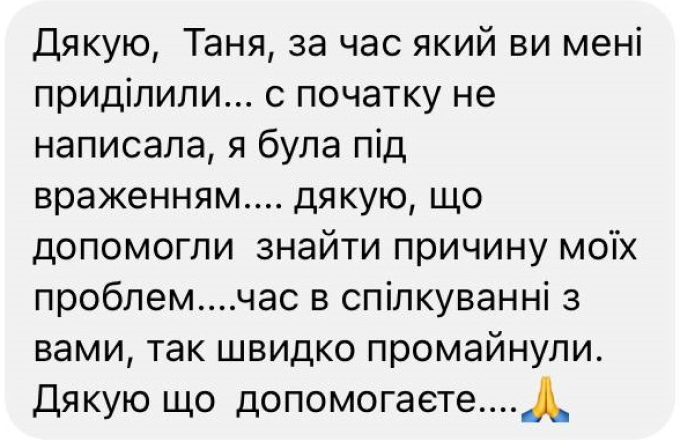 Дякую,  Таня, за час який ви мені
приділили... с початку не
написала, я була під
враженням.... дякую, що
допомогли  знайти причину моїх
проблем....час в спілкуванні з
вами, так швидко промайнули.
Дякую що  допомогаєте....🙏